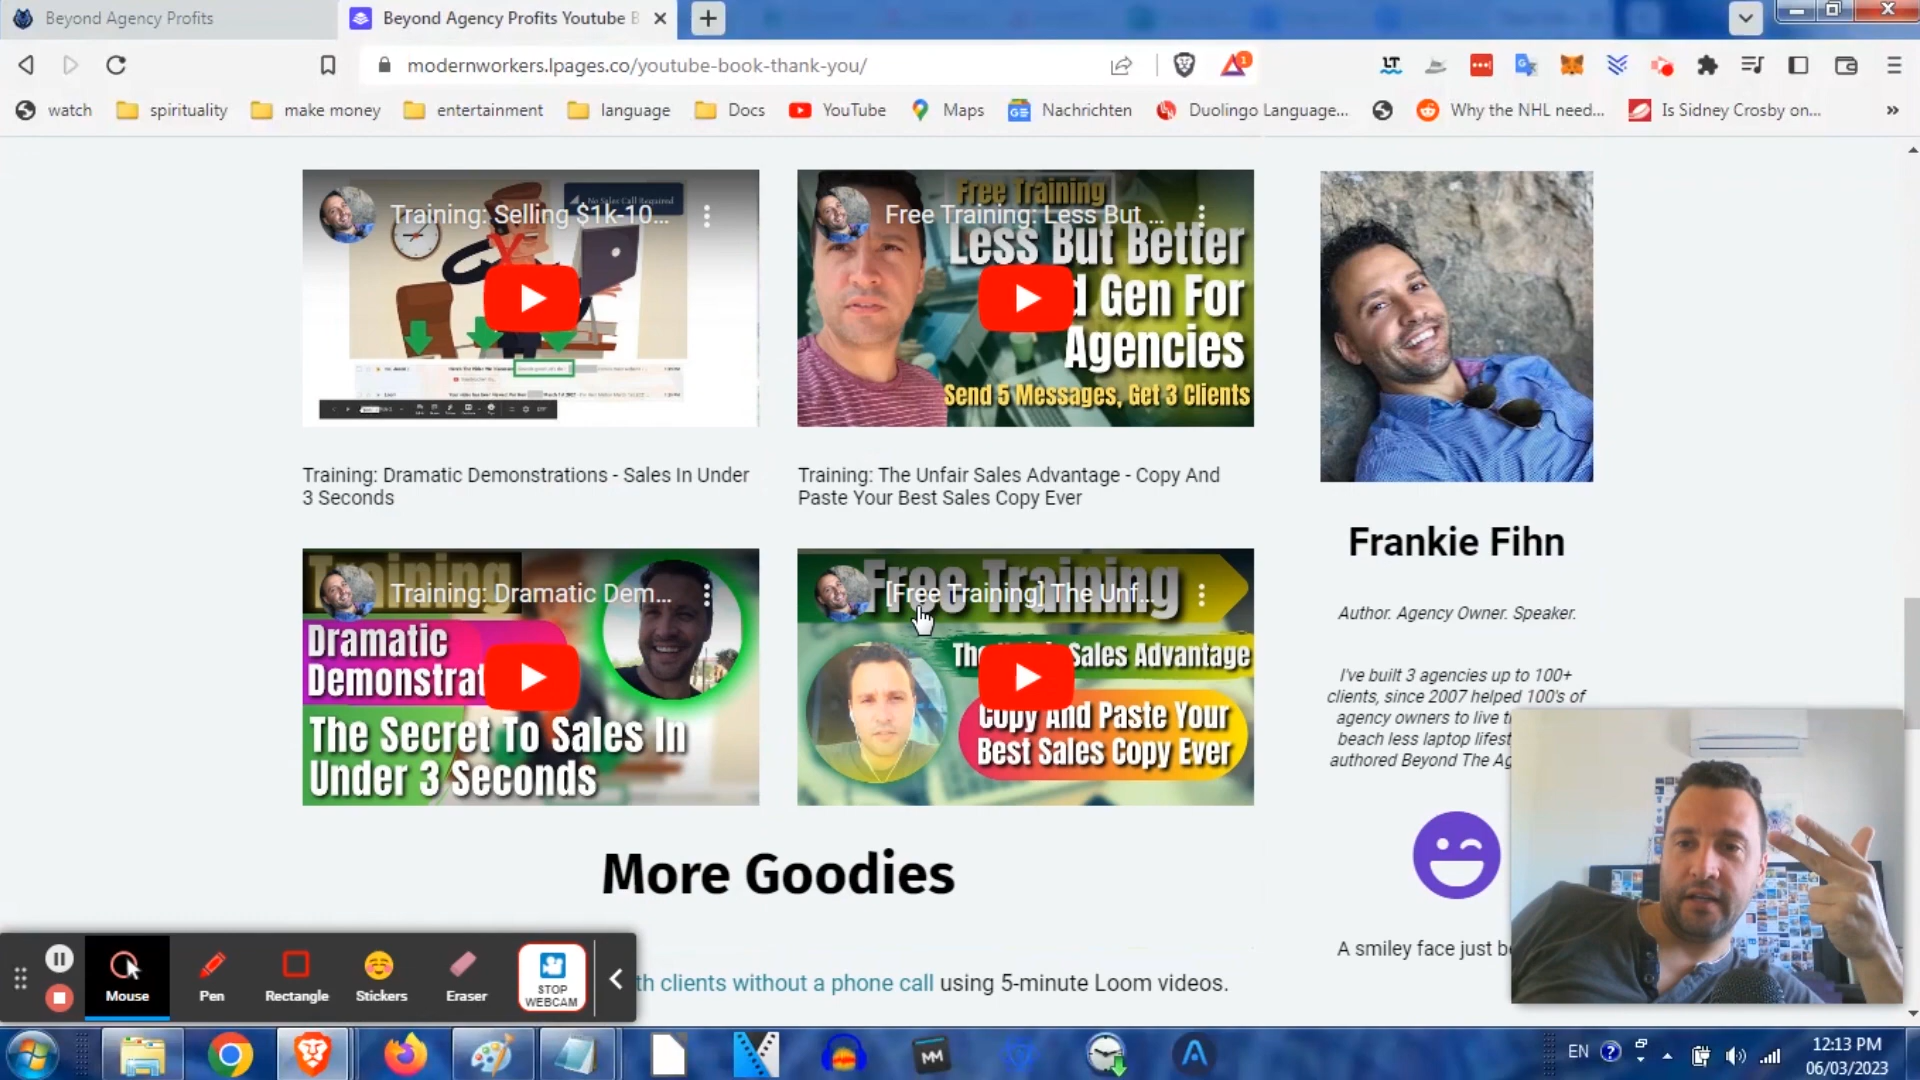 Beyond Agency Profits
Beyond Agency Profits Youtube B
modernworkers.lpages.co/youtube-book-thank-you/
1
watch
spirituality
make money
entertainment
language
Docs
YouTube
Maps
Nachrichten
Duolingo Language...
Why the NHL need...
Is Sidney Crosby on...
»
No Sales Call Required
Training: Selling $1k-10...
Free Training
Free Training: Less But ...
Less But Better
d Gen For
Agencies
Send 5 Messages, Get 3 Clients
Training: Dramatic Demonstrations - Sales In Under
3 Seconds
Training: The Unfair Sales Advantage - Copy And
Paste Your Best Sales Copy Ever
Frankie Fihn
Author. Agency Owner. Speaker.
I've built 3 agencies up to 100+
clients, since 2007 helped 100's of
agency owners to live t
beach less laptop lifest
authored Beyond The Ag
Training
Training: Dramatic Dem...
Dramatic
Demonstrat
The Secret To Sales In
Under 3 Seconds
Free Training
[Free Training] The Unf...
Th Sales Advantage
Copy And Paste Your
Best Sales Copy Ever
More Goodies
A smiley face just b
th clients without a phone call using 5-minute Loom videos.
Mouse
Pen
Rectangle
Stickers
Eraser
STOP
WEBCAM
EN
12:13 PM
06/03/2023